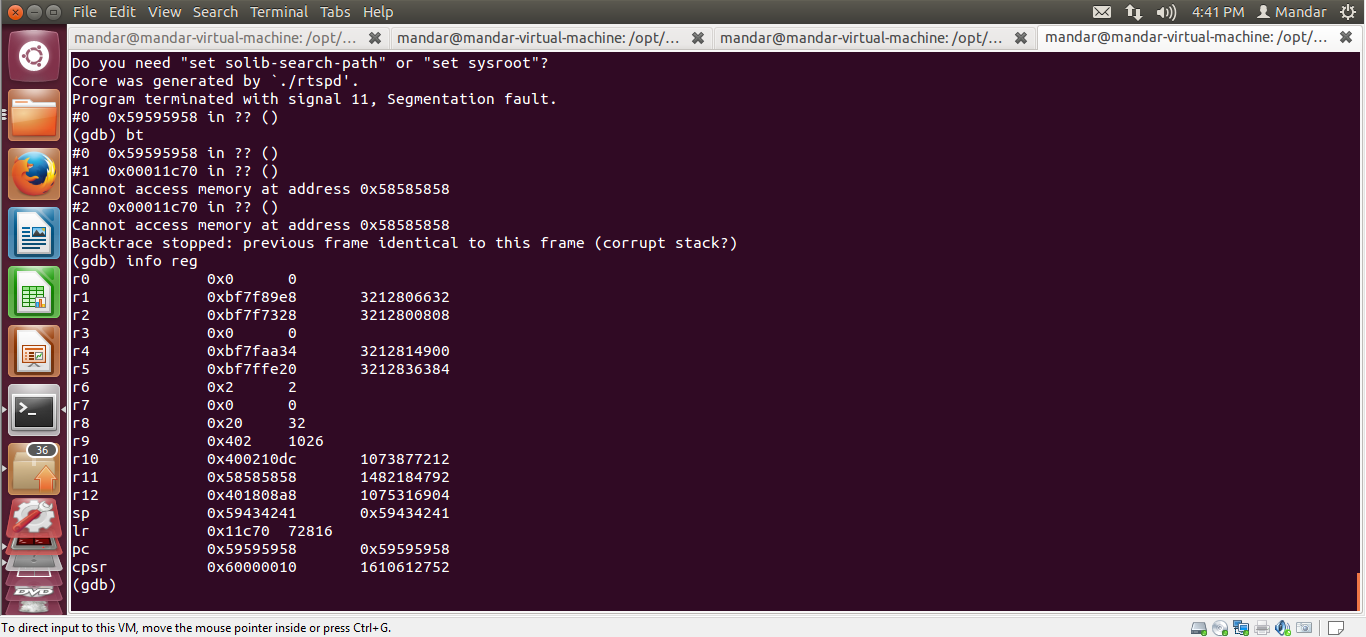 File Edit View Search Terminal Tabs Help 4:41 PM Mandar
mandar@mandar-virtual-machine: /opt/... mandar@mandar-virtual-machine: /opt/... mandar@mandar-virtual-machine: /opt/... mandar@mandar-virtual-machine: /opt/...
Do you need "set solib-search-path" or "set sysroot"?
Core was generated by `./rtspd'.
Program terminated with signal 11, Segmentation fault.
#0  0x59595958 in ?? ()
(gdb) bt
#0  0x59595958 in ?? ()
#1  0x00011c70 in ?? ()
Cannot access memory at address 0x58585858
#2  0x00011c70 in ?? ()
Cannot access memory at address 0x58585858
Backtrace stopped: previous frame identical to this frame (corrupt stack?)
(gdb) info reg
r0             0x0      0
r1             0xbf7f89e8       3212806632
r2             0xbf7f7328       3212800808
r3             0x0      0
r4             0xbf7faa34       3212814900
r5             0xbf7ffe20       3212836384
r6             0x2      2
r7             0x0      0
r8             0x20     32
r9             0x402    1026
r10            0x400210dc       1073877212
r11            0x58585858       1482184792
r12            0x401808a8       1075316904
sp             0x59434241       0x59434241
lr             0x11c70  72816
pc             0x59595958       0x59595958
cpsr           0x60000010       1610612752
(gdb)
36
DVD
To direct input to this VM, move the mouse pointer inside or press Ctrl+G.